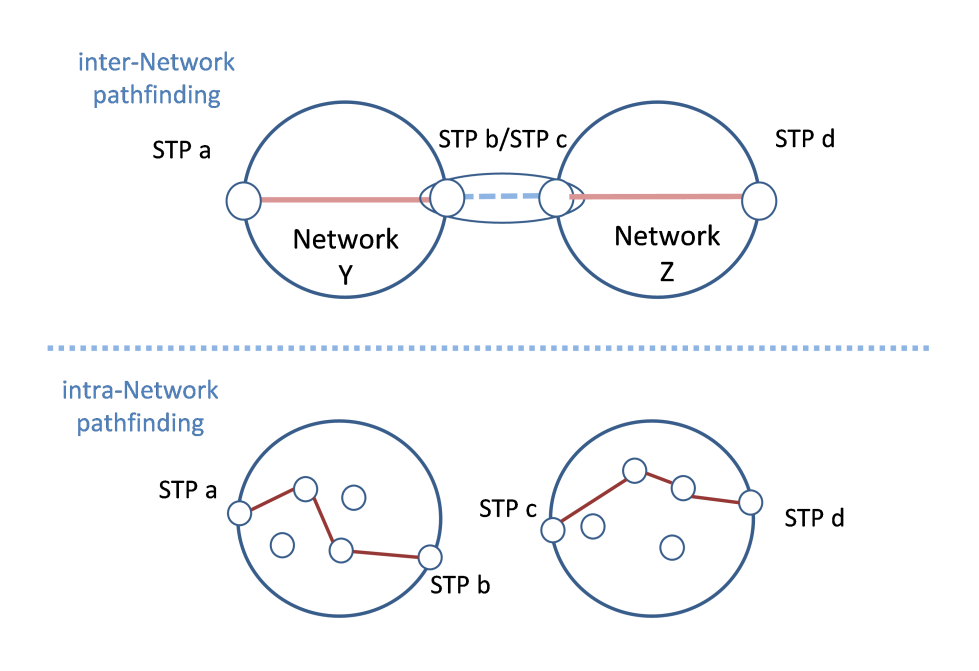 inter-Network
pathfinding
STP a
STP b/STP c
STP d
Network
Y
Network
Z
intra-Network
pathfinding
STP a
STP b
STP c
STP d